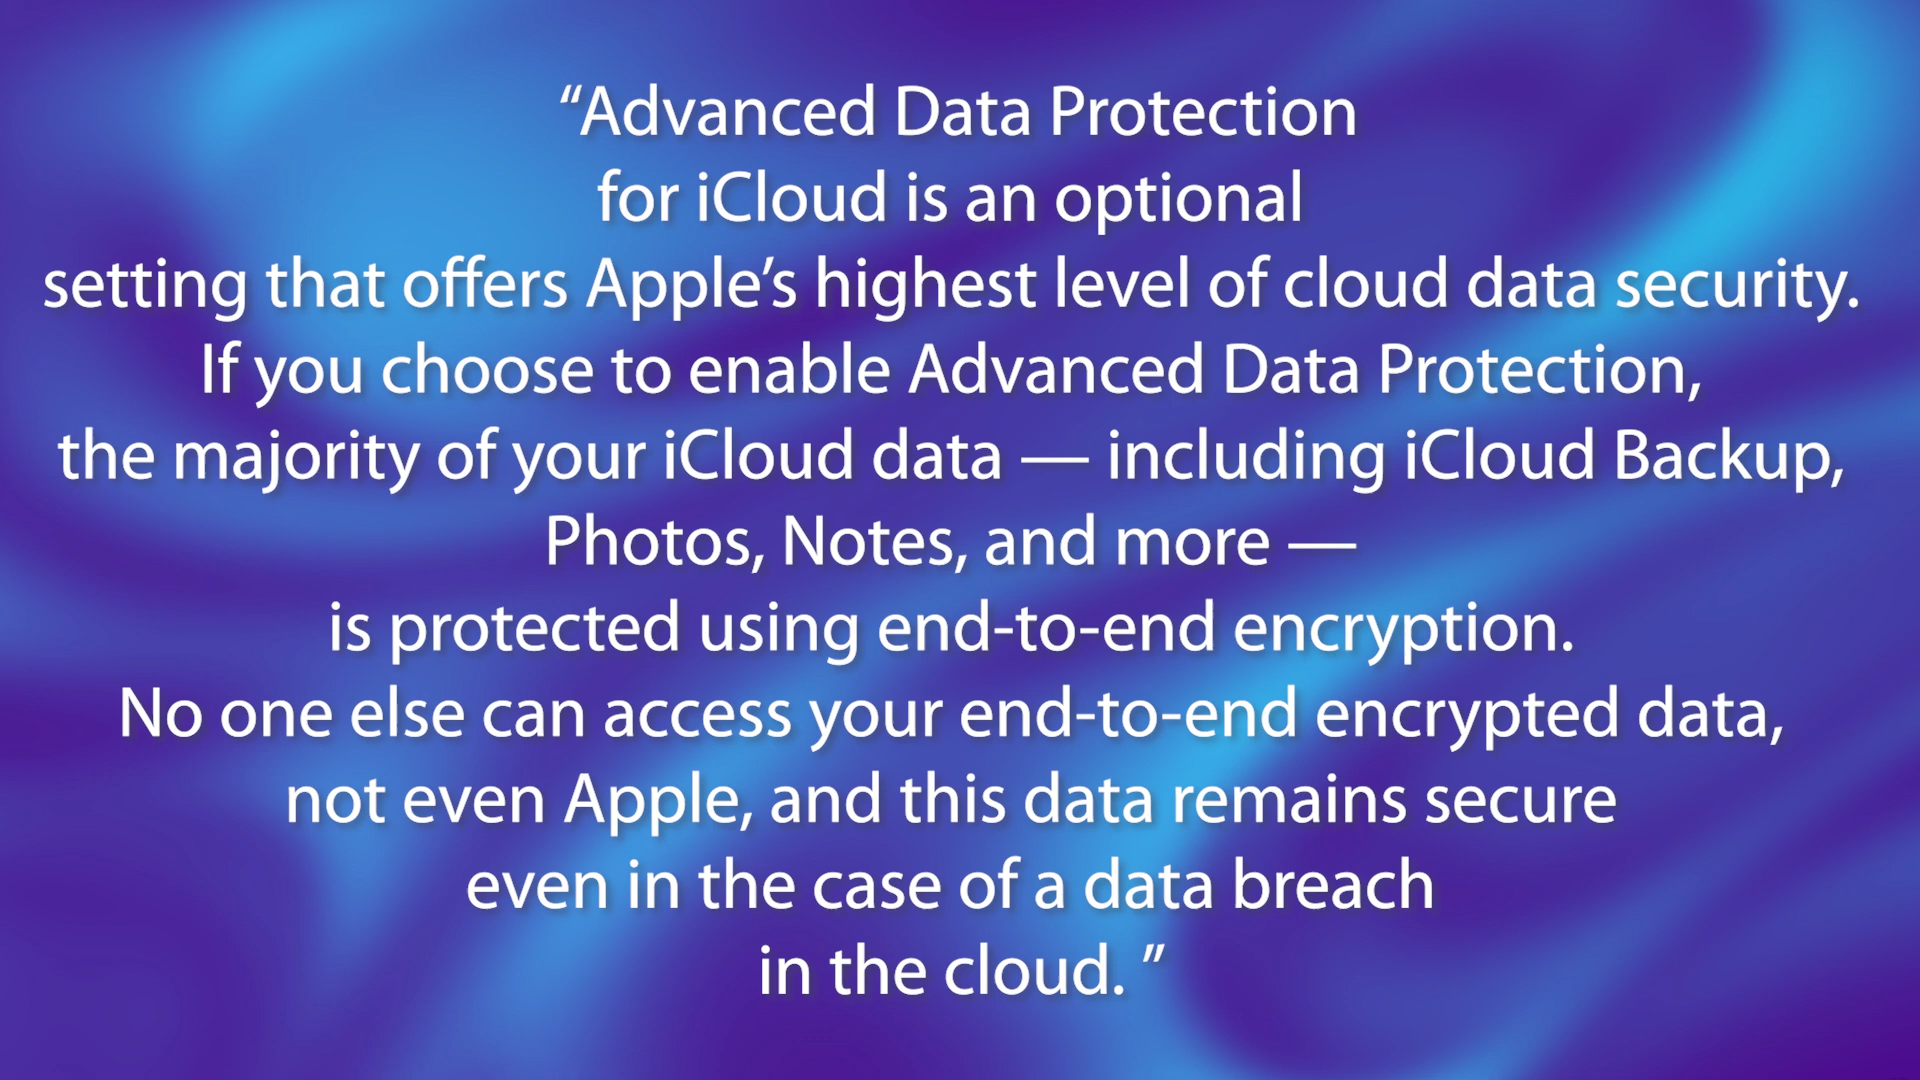 “Advanced Data Protection
for iCloud is an optional
setting that offers Apple’s highest level of cloud data security.
If you choose to enable Advanced Data Protection,
the majority of your iCloud data — including iCloud Backup,
Photos, Notes, and more —
is protected using end-to-end encryption.
No one else can access your end-to-end encrypted data,
not even Apple, and this data remains secure
even in the case of a data breach
in the cloud. ”